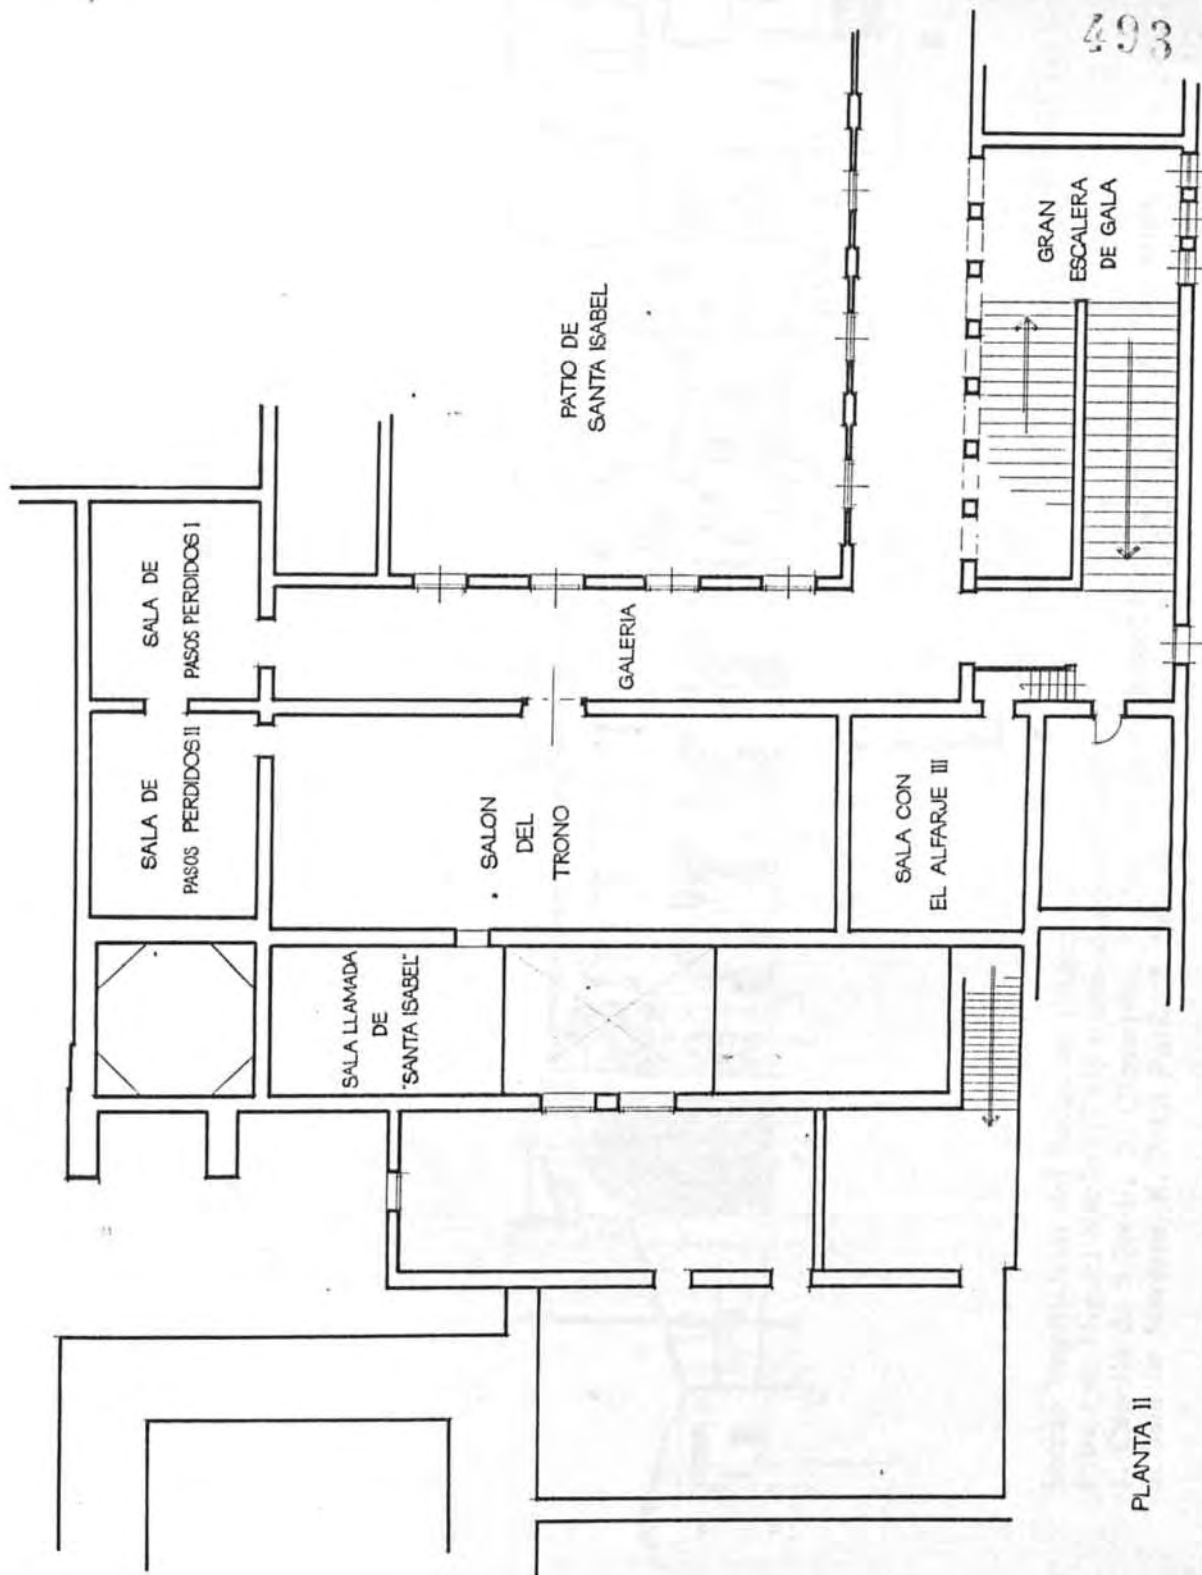 498
SALA DE
PASOS PERDIDOS I
SALA DE
PASOS PERDIDOS II
PATIO DE
SANTA ISABEL
GRAN
ESCALERA
DE GALA
GALERIA
SALON
DEL
TRONO
SALA CON
EL ALFARJE III
SALA LLAMADA
DE
"SANTA ISABEL"
PLANTA II